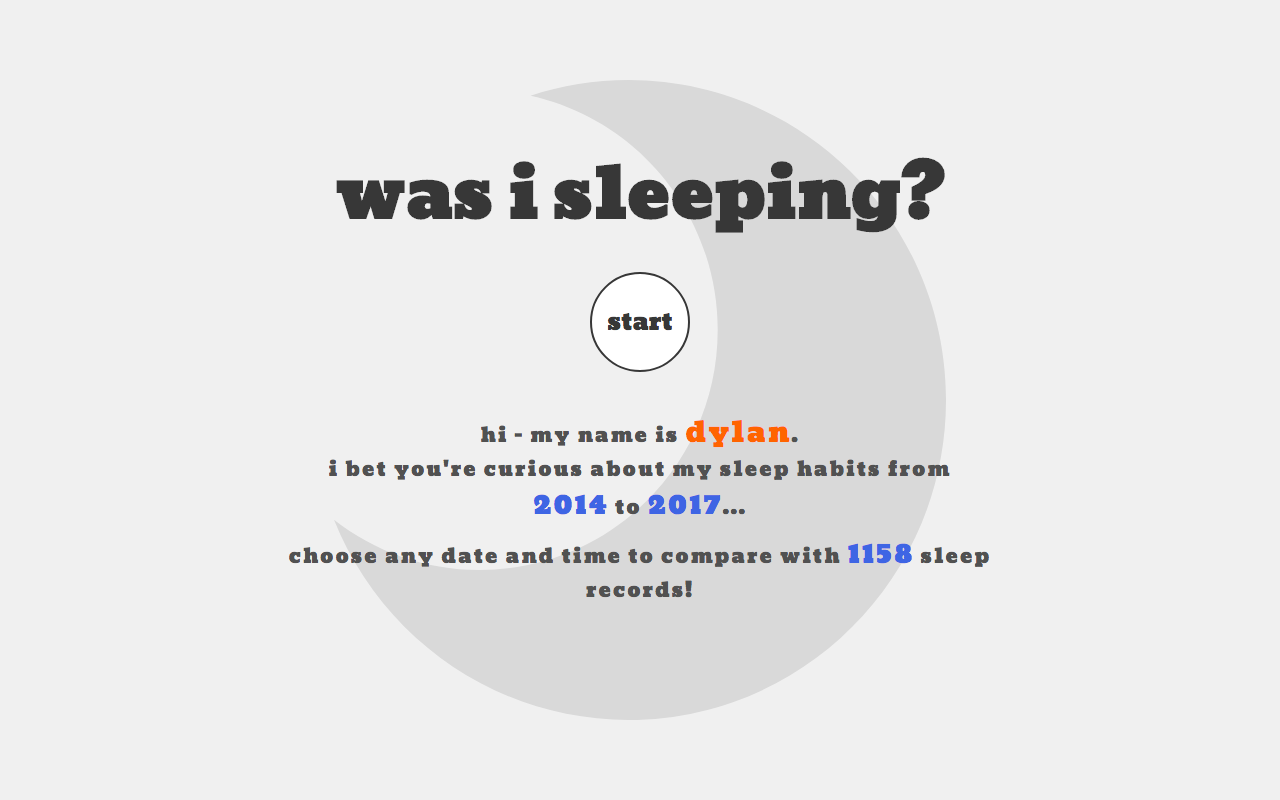 was i sleeping?
start
hi - my name is dylan.
i bet you're curious about my sleep habits from
2014 to 2017...
choose any date and time to compare with 1158 sleep
records!